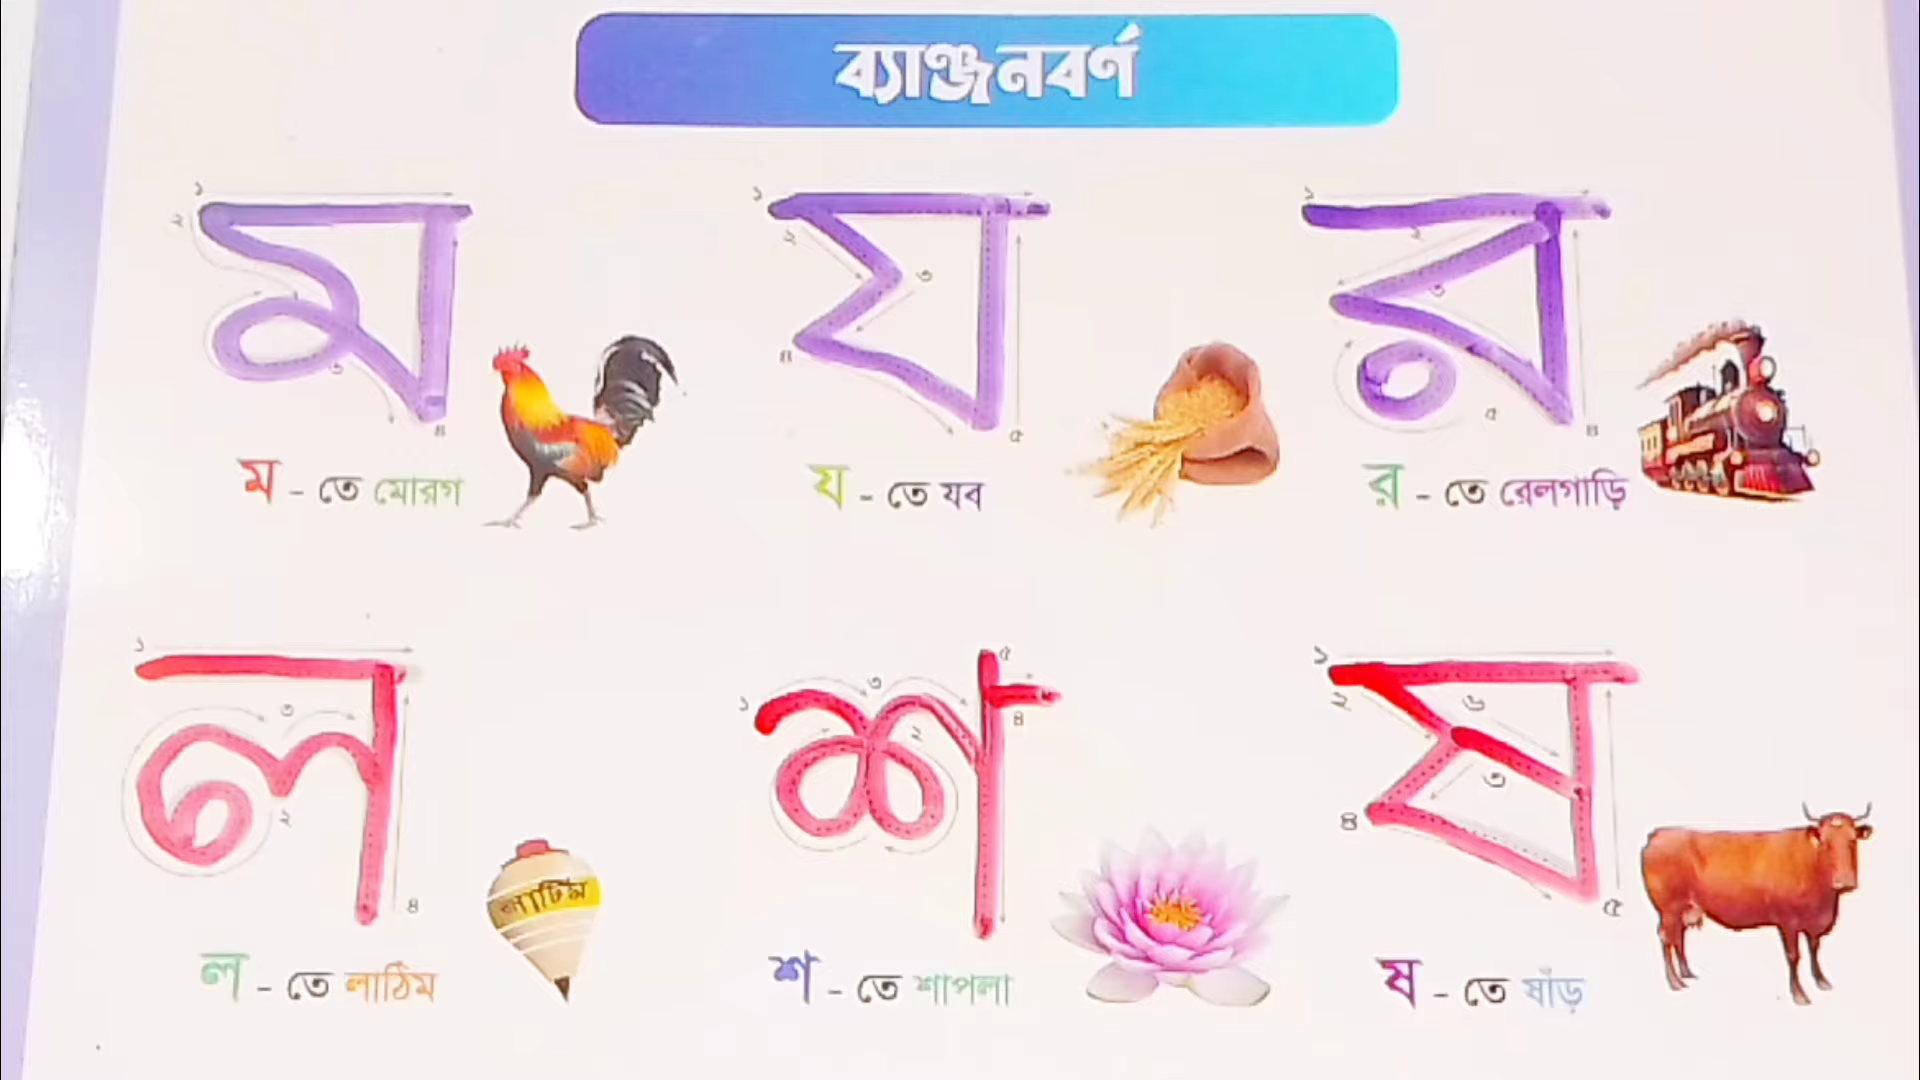 ব্যাঞ্জনবর্ণ
ম য র
ম - তে মোরগ
য - তে যব
র - তে রেলগাড়ি
ল শ ষ
লাটিম
ল - তে লাঠিম
শ - তে শাপলা
ষ - তে ষাঁড়